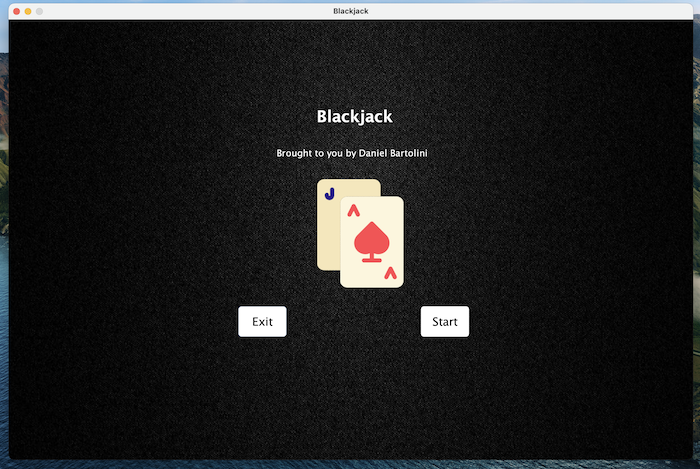 Blackjack
Blackjack
Brought to you by Daniel Bartolini
J
A
A
Exit
Start